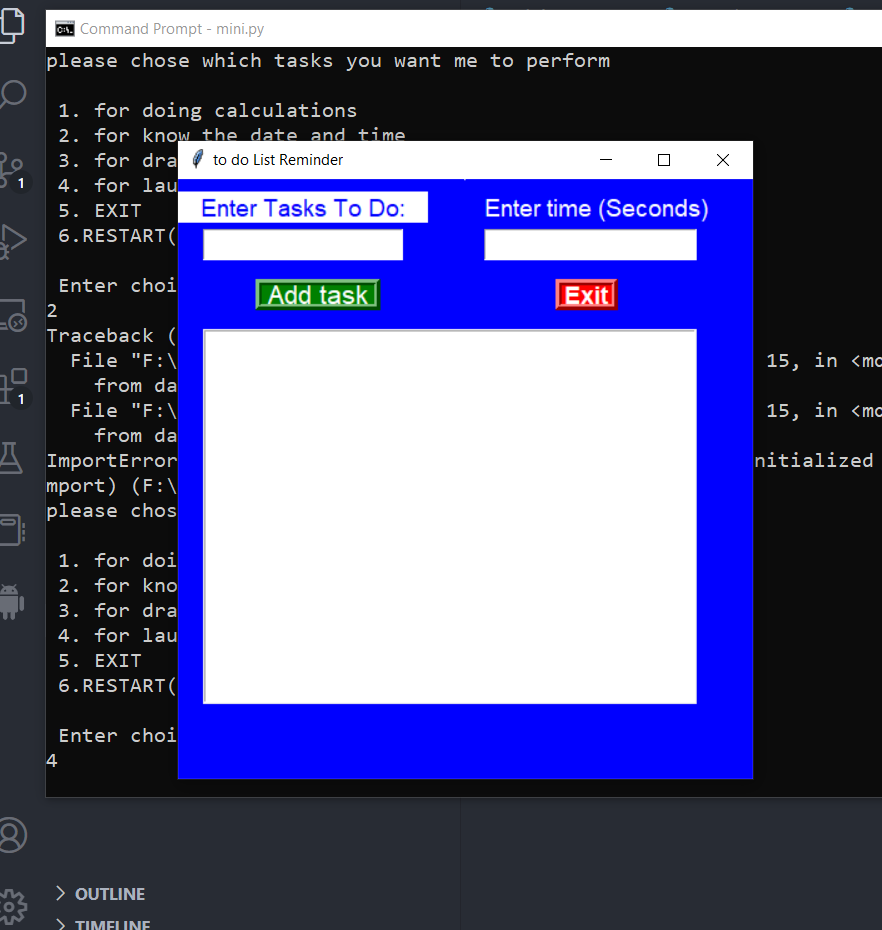 Command Prompt - mini.py
please chose which tasks you want me to perform
1. for doing calculations
2. for know the date and time
3. for dra
4. for lau
5. EXIT
6.RESTART(
Enter choi
2
Traceback (
File "F:\ 15, in <mo
from da
File "F:\ 15, in <mo
from da
ImportError nitialized
mport) (F:\
please chos
1. for doi
2. for kno
3. for dra
4. for lau
5. EXIT
6.RESTART(
Enter choi
4
to do List Reminder
Enter Tasks To Do: Enter time (Seconds)
Add task Exit
1
1
OUTLINE
TIMELINE